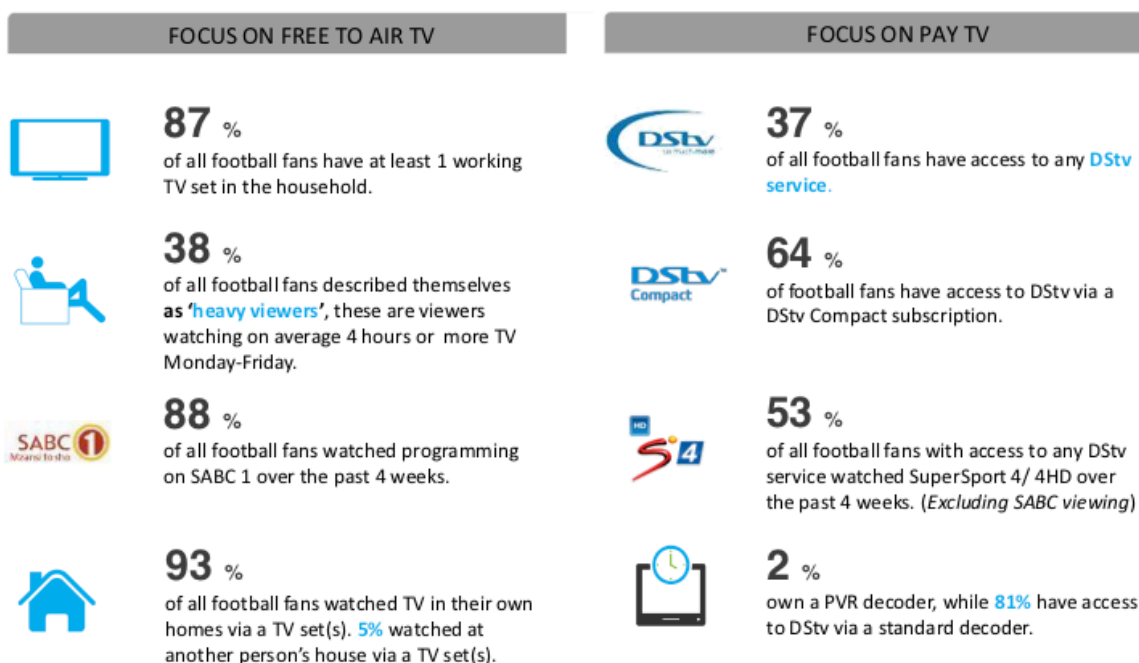 FOCUS ON FREE TO AIR TV
87 %
of all football fans have at least 1 working
TV set in the household.
38 %
of all football fans described themselves
as ‘heavy viewers’, these are viewers
watching on average 4 hours or more TV
Monday-Friday.
SABC 1
Mzansi fo sho
88 %
of all football fans watched programming
on SABC 1 over the past 4 weeks.
93 %
of all football fans watched TV in their own
homes via a TV set(s). 5% watched at
another person’s house via a TV set(s).
FOCUS ON PAY TV
DStv
so much more
37 %
of all football fans have access to any DStv
service.
DStv
Compact
64 %
of football fans have access to DStv via a
DStv Compact subscription.
HD
S 4
53 %
of all football fans with access to any DStv
service watched SuperSport 4/ 4HD over
the past 4 weeks. (Excluding SABC viewing)
2 %
own a PVR decoder, while 81% have access
to DStv via a standard decoder.